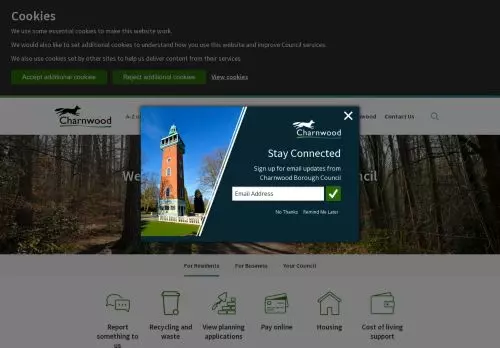 Cookies
We use some essential cookies to make this website work.
We would also like to set additional cookies to understand how you use this website and improve Council services.
We also use cookies set by other sites to help us deliver content from their services.
Accept additional cookies
Reject additional cookies
View cookies
Charnwood
Contact Us
Charnwood
Stay Connected
Sign up for email updates from
Charnwood Borough Council
Email Address
No Thanks
Remind Me Later
For Residents
For Business
Your Council
Report
something to
us
Recycling and
waste
View planning
applications
Pay online
Housing
Cost of living
support